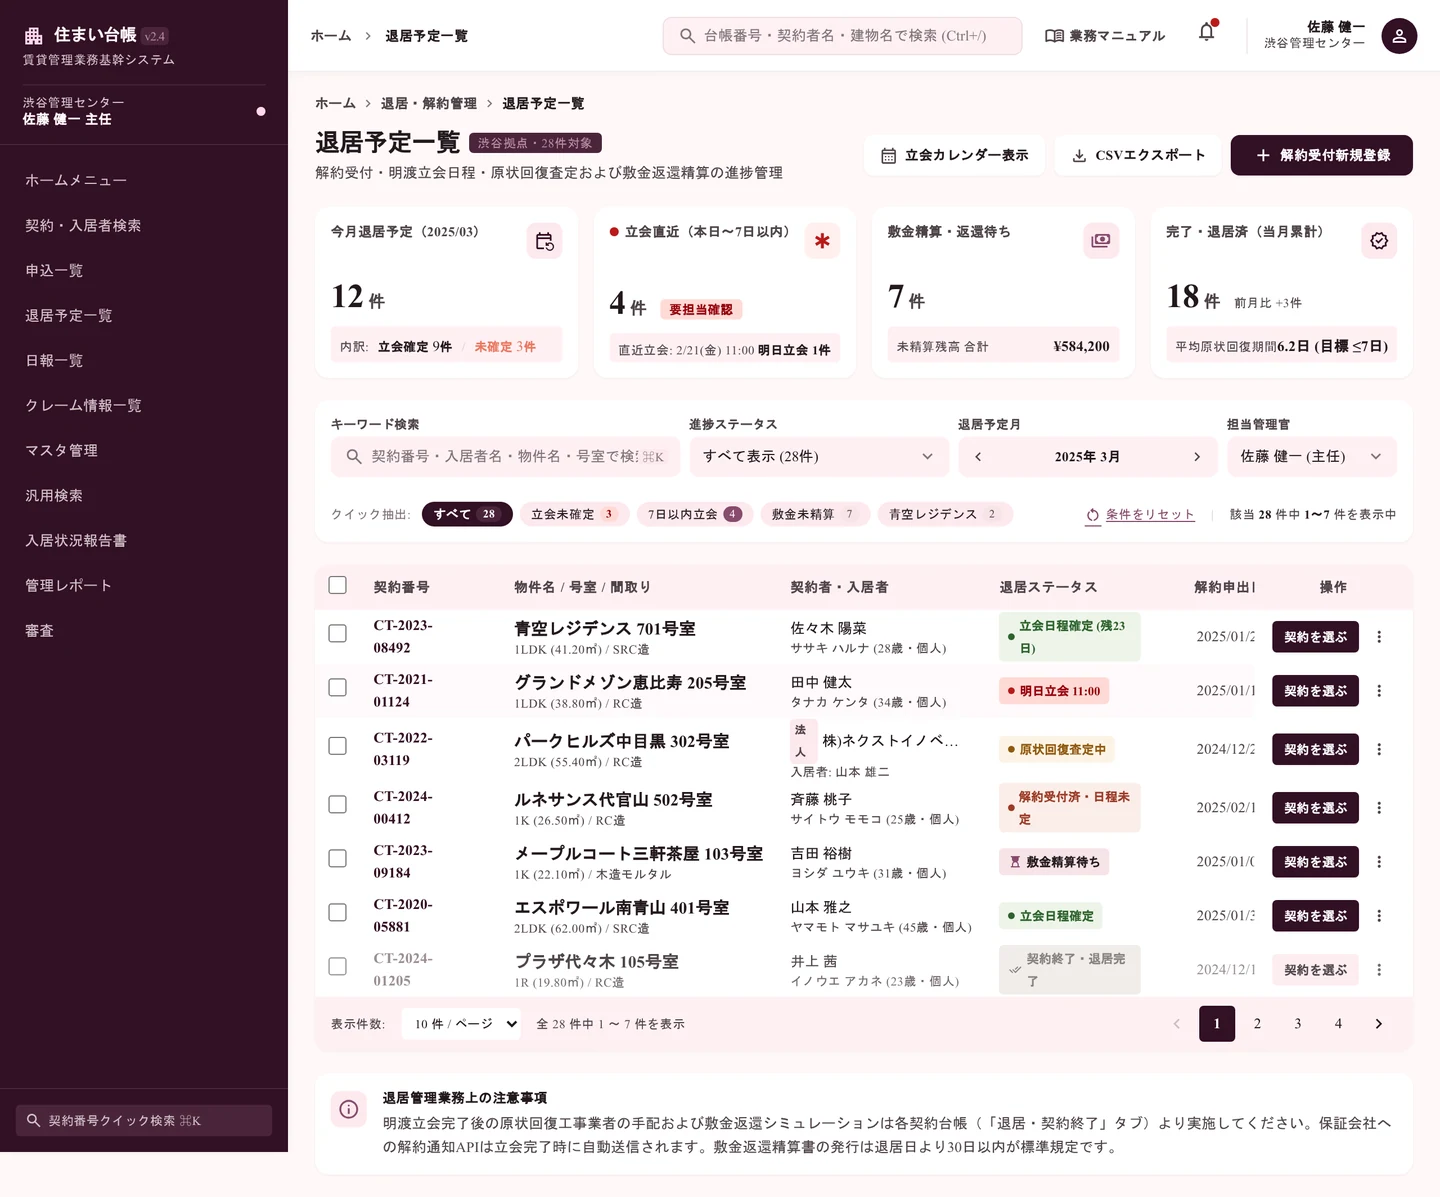 住まい台帳 v2.4
賃貸管理業務基幹システム
渋谷管理センター
佐藤 健一 主任
ホームメニュー
契約・入居者検索
申込一覧
退居予定一覧
日報一覧
クレーム情報一覧
マスタ管理
汎用検索
入居状況報告書
管理レポート
審査
契約番号クイック検索 ⌘K
ホーム › 退居予定一覧
台帳番号・契約者名・建物名で検索 (Ctrl+/)
業務マニュアル
佐藤 健一
渋谷管理センター
ホーム › 退居・解約管理 › 退居予定一覧
退居予定一覧 渋谷拠点・28件対象
解約受付・明渡立会日程・原状回復査定および敷金返還精算の進捗管理
立会カレンダー表示
CSVエクスポート
解約受付新規登録
今月退居予定（2025/03）
12 件
内訳: 立会確定 9件 / 未確定 3件
立会直近（本日〜7日以内）
4 件 要担当確認
直近立会: 2/21(金) 11:00 明日立会 1件
敷金精算・返還待ち
7 件
未精算残高 合計 ¥584,200
完了・退居済（当月累計）
18 件 前月比 +3件
平均原状回復期間6.2日 (目標 ≤7日)
キーワード検索
契約番号・入居者名・物件名・号室で検 ⌘K
進捗ステータス
すべて表示 (28件)
退居予定月
2025年 3月
担当管理官
佐藤 健一 (主任)
クイック抽出: すべて 28 立会未確定 3 7日以内立会 4 敷金未精算 7 青空レジデンス 2
条件をリセット
該当 28 件中 1〜7 件を表示中
契約番号 物件名 / 号室 / 間取り 契約者・入居者 退居ステータス 解約申出 操作
CT-2023-
08492
青空レジデンス 701号室
1LDK (41.20㎡) / SRC造
佐々木 陽菜
ササキ ハルナ (28歳・個人)
立会日程確定 (残23
日)
2025/01/2
契約を選ぶ
CT-2021-
01124
グランドメゾン恵比寿 205号室
1LDK (38.80㎡) / RC造
田中 健太
タナカ ケンタ (34歳・個人)
明日立会 11:00
2025/01/1
契約を選ぶ
CT-2022-
03119
パークヒルズ中目黒 302号室
2LDK (55.40㎡) / RC造
法
人
株)ネクストイノベ…
入居者: 山本 雄二
原状回復査定中
2024/12/2
契約を選ぶ
CT-2024-
00412
ルネサンス代官山 502号室
1K (26.50㎡) / RC造
斉藤 桃子
サイトウ モモコ (25歳・個人)
解約受付済・日程未
定
2025/02/1
契約を選ぶ
CT-2023-
09184
メープルコート三軒茶屋 103号室
1K (22.10㎡) / 木造モルタル
吉田 裕樹
ヨシダ ユウキ (31歳・個人)
敷金精算待ち
2025/01/0
契約を選ぶ
CT-2020-
05881
エスポワール南青山 401号室
2LDK (62.00㎡) / SRC造
山本 雅之
ヤマモト マサユキ (45歳・個人)
立会日程確定
2025/01/3
契約を選ぶ
CT-2024-
01205
プラザ代々木 105号室
1R (19.80㎡) / RC造
井上 茜
イノウエ アカネ (23歳・個人)
契約終了・退居完
了
2024/12/1
契約を選ぶ
表示件数: 10 件 / ページ 全 28 件中 1 〜 7 件を表示
1 2 3 4
退居管理業務上の注意事項
明渡立会完了後の原状回復工事業者の手配および敷金返還シミュレーションは各契約台帳（「退居・契約終了」タブ）より実施してください。保証会社へ
の解約通知APIは立会完了時に自動送信されます。敷金返還精算書の発行は退居日より30日以内が標準規定です。